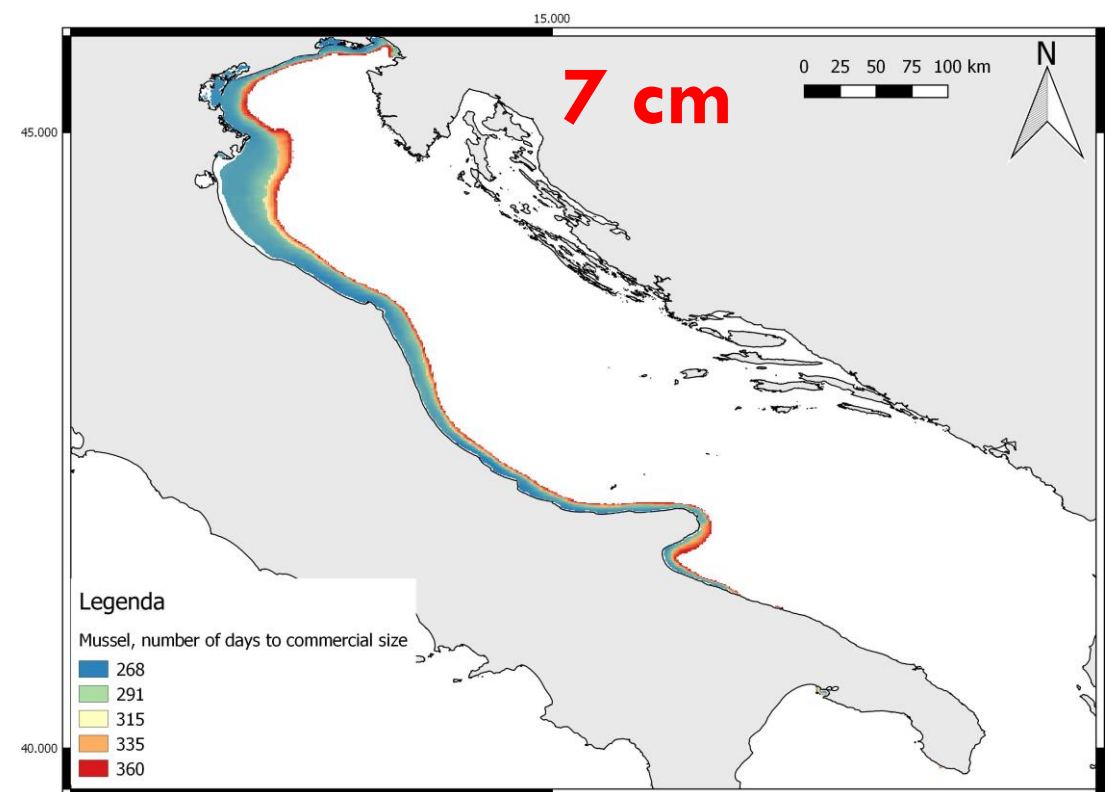 15.000
7 cm
0 25 50 75 100 km
N
45.000
40.000
Legenda
Mussel, number of days to commercial size
268
291
315
335
360